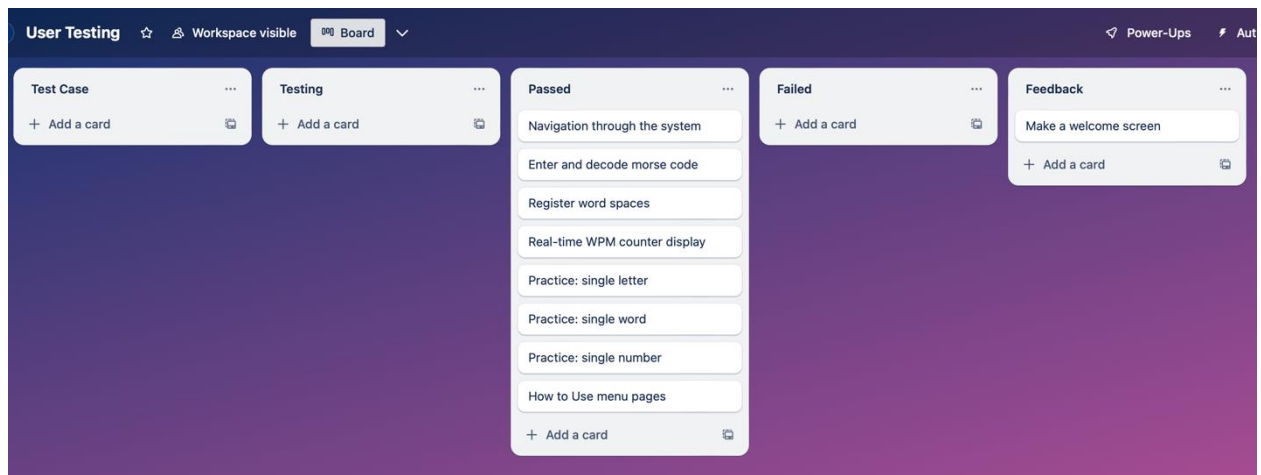 User Testing
Workspace visible
Board
Power-Ups
Aut
Test Case
Add a card
Testing
Add a card
Passed
Navigation through the system
Enter and decode morse code
Register word spaces
Real-time WPM counter display
Practice: single letter
Practice: single word
Practice: single number
How to Use menu pages
Add a card
Failed
Add a card
Feedback
Make a welcome screen
Add a card